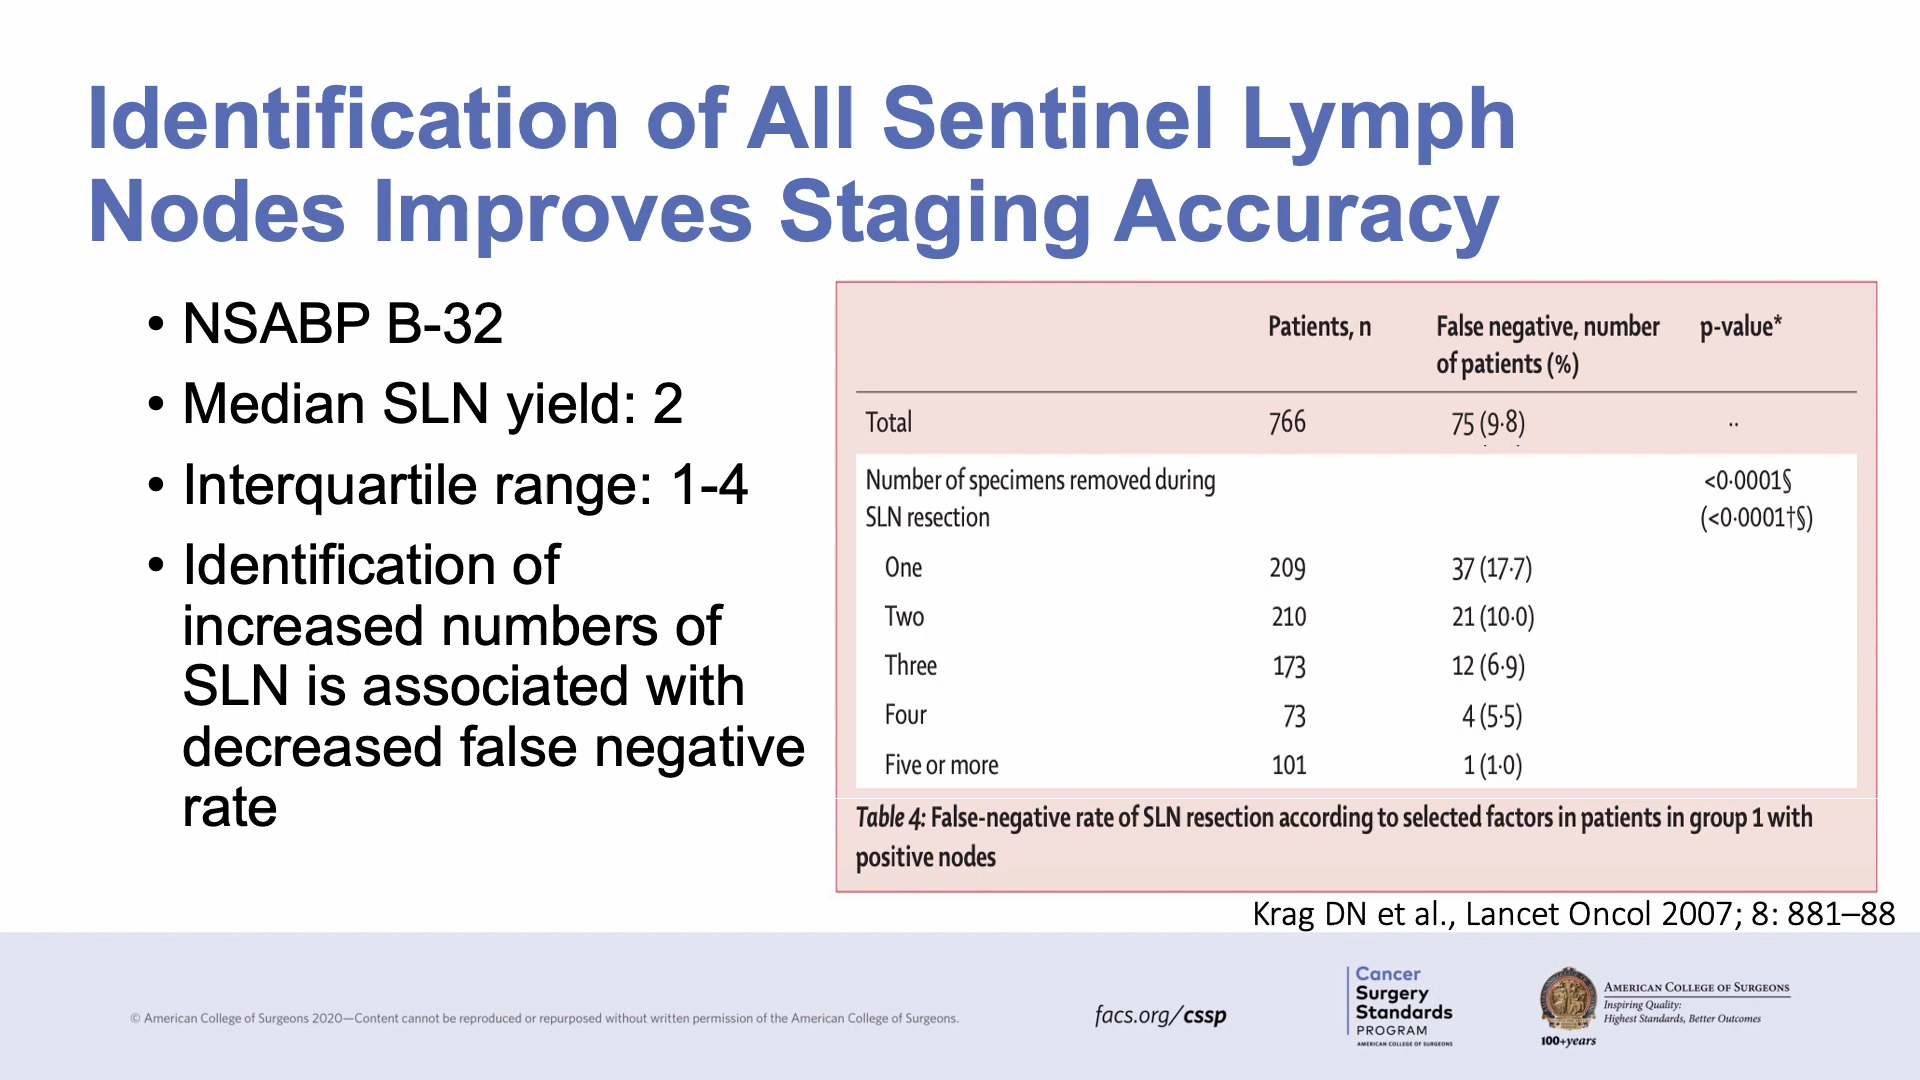 Identification of All Sentinel Lymph
Nodes Improves Staging Accuracy
• NSABP B-32
• Median SLN yield: 2
• Interquartile range: 1-4
• Identification of
increased numbers of
SLN is associated with
decreased false negative
rate
Patients, n False negative, number p-value*
of patients (%)
Total 766 75 (9·8) ··
Number of specimens removed during <0·0001§
SLN resection (<0·0001†§)
One 209 37 (17·7)
Two 210 21 (10·0)
Three 173 12 (6·9)
Four 73 4 (5·5)
Five or more 101 1 (1·0)
Table 4: False-negative rate of SLN resection according to selected factors in patients in group 1 with
positive nodes
Krag DN et al., Lancet Oncol 2007; 8: 881–88
© American College of Surgeons 2020—Content cannot be reproduced or repurposed without written permission of the American College of Surgeons.
facs.org/cssp
Cancer
Surgery
Standards
PROGRAM
AMERICAN COLLEGE OF SURGEONS
100+years
AMERICAN COLLEGE OF SURGEONS
Inspiring Quality:
Highest Standards, Better Outcomes